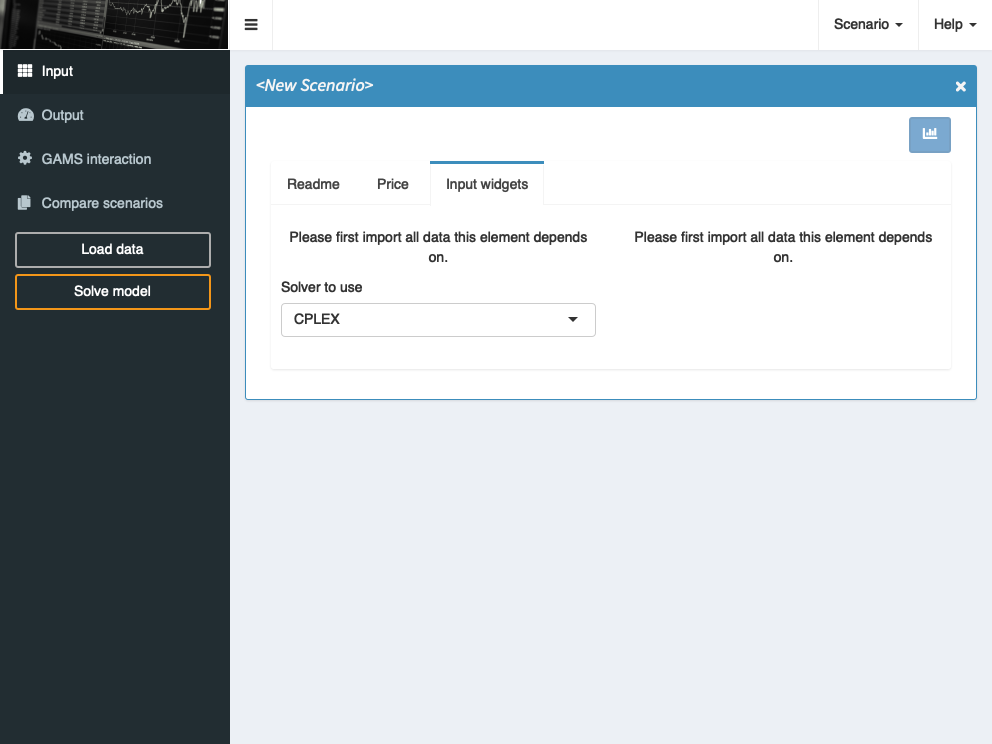 Scenario
Help
Input
Output
GAMS interaction
Compare scenarios
Load data
Solve model
<New Scenario>
Readme
Price
Input widgets
Please first import all data this element depends
on.
Please first import all data this element depends
on.
Solver to use
CPLEX